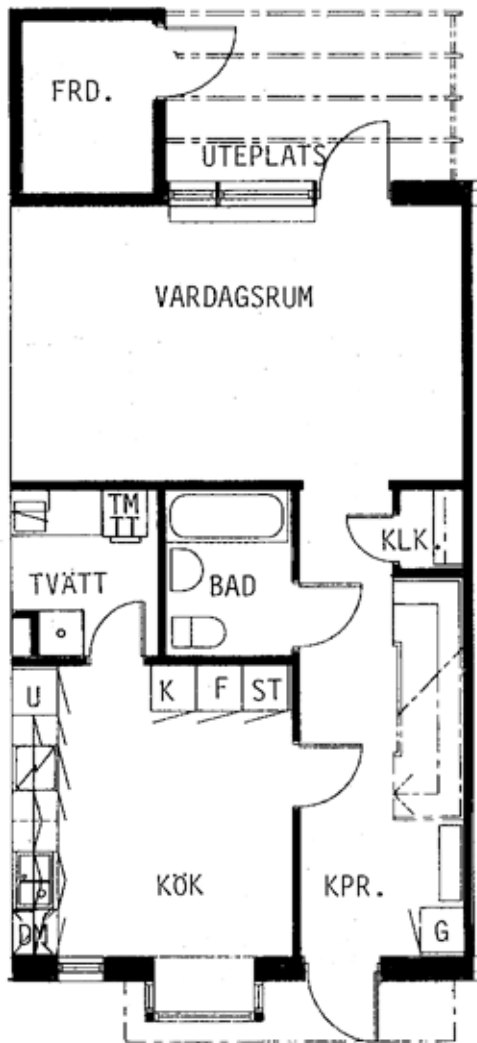 FRD.
UTEPLATS
VARDAGSRUM
TM
TT
KLK.
TVÄTT
BAD
U
K F ST
KÖK
KPR.
G
DM